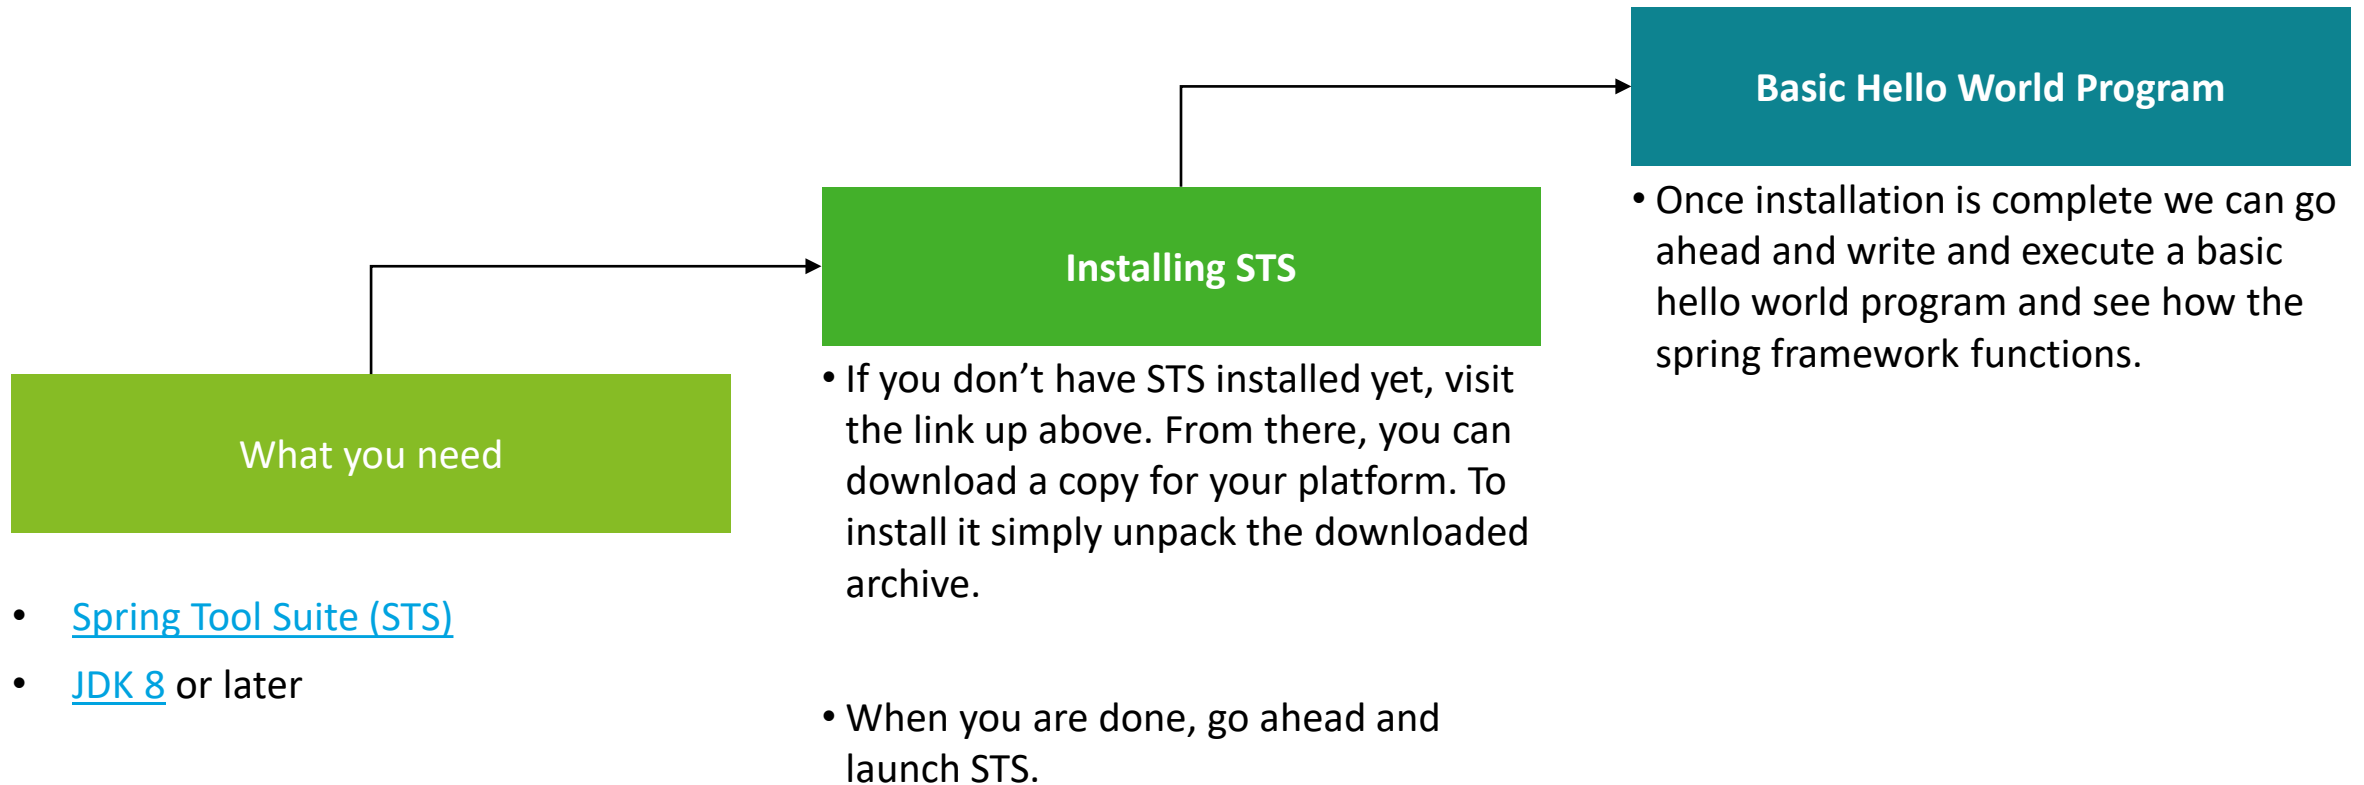 What you need
• Spring Tool Suite (STS)
• JDK 8 or later
Installing STS
• If you don’t have STS installed yet, visit
the link up above. From there, you can
download a copy for your platform. To
install it simply unpack the downloaded
archive.
• When you are done, go ahead and
launch STS.
Basic Hello World Program
• Once installation is complete we can go
ahead and write and execute a basic
hello world program and see how the
spring framework functions.